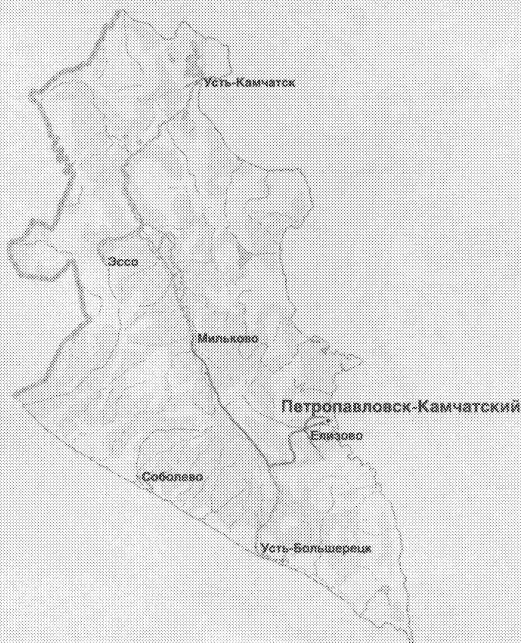 Усть-Камчатск
Эссо
Мильково
Петропавловск-Камчатский
Елизово
Соболево
Усть-Большерецк